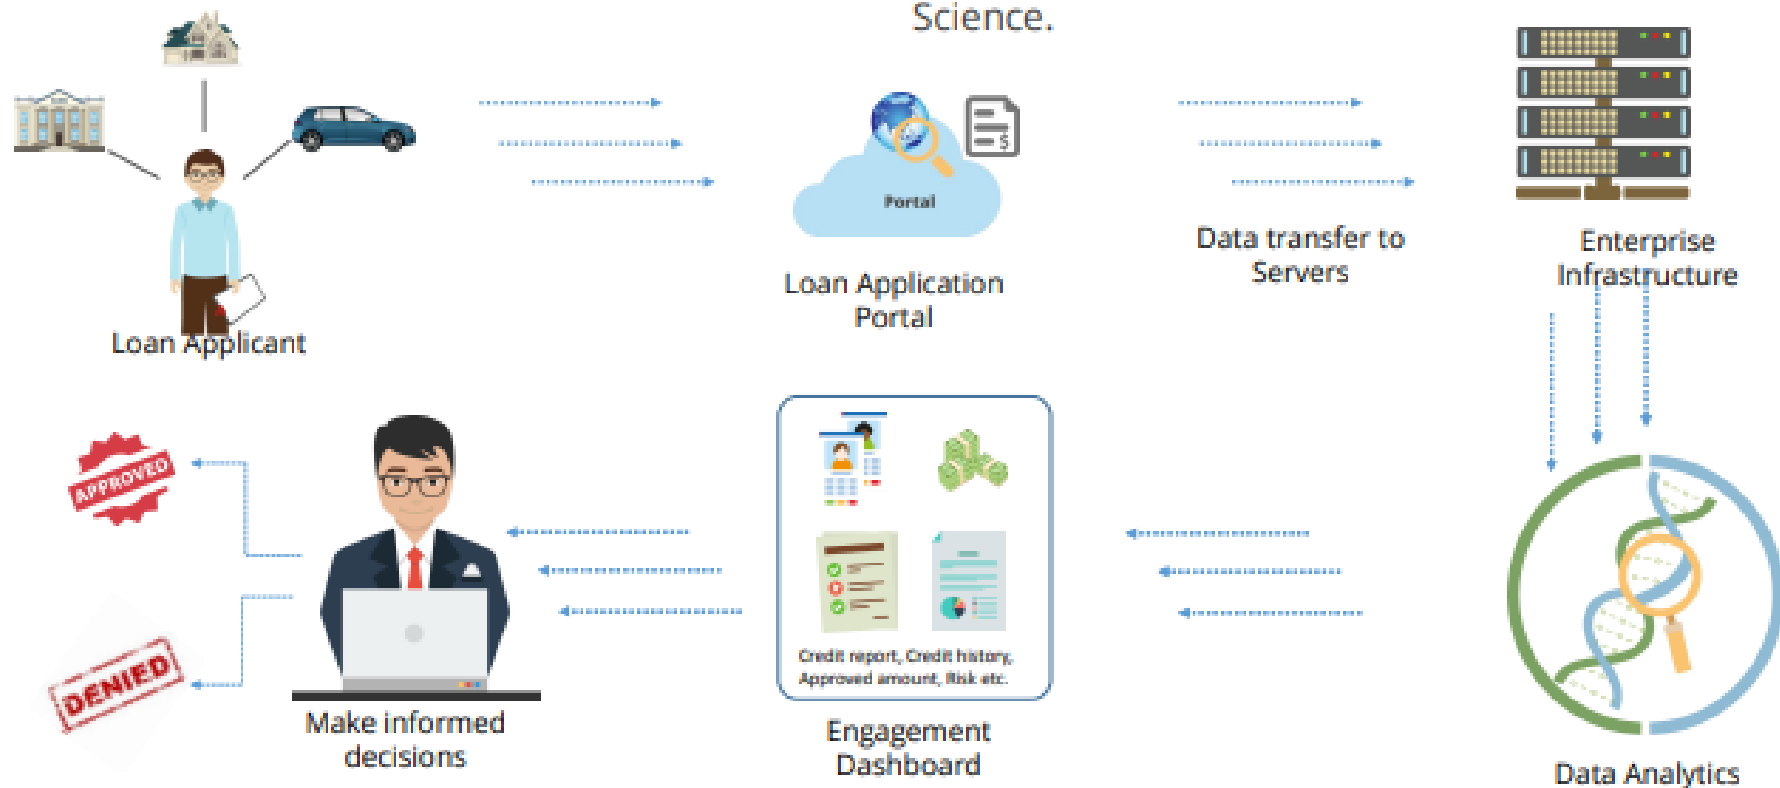 Science.
Portal
$
Data transfer to
Servers
Enterprise
Infrastructure
Loan Application
Portal
Loan Applicant
APPROVED
DENIED
Credit report, Credit history,
Approved amount, Risk etc.
Make informed
decisions
Engagement
Dashboard
Data Analytics